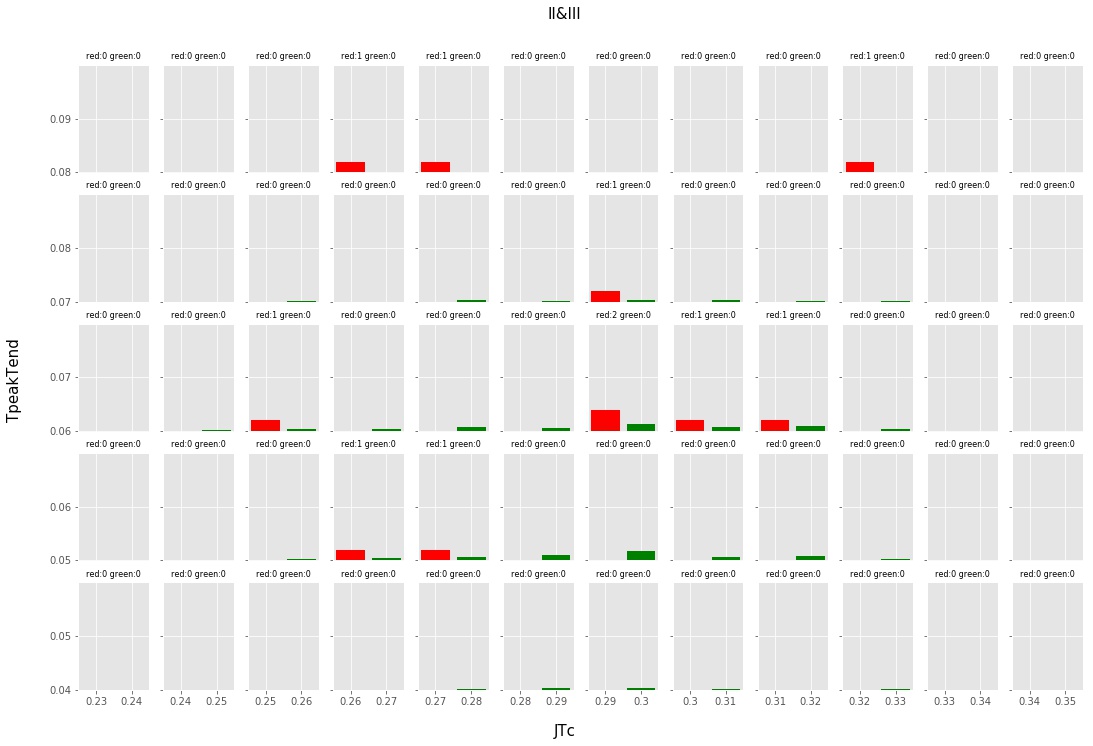 II&III
red:0 green:0 red:0 green:0 red:0 green:0 red:1 green:0 red:1 green:0 red:0 green:0 red:0 green:0 red:0 green:0 red:0 green:0 red:1 green:0 red:0 green:0 red:0 green:0
0.09
0.08
red:0 green:0 red:0 green:0 red:0 green:0 red:0 green:0 red:0 green:0 red:0 green:0 red:1 green:0 red:0 green:0 red:0 green:0 red:0 green:0 red:0 green:0 red:0 green:0
0.08
0.07
red:0 green:0 red:0 green:0 red:1 green:0 red:0 green:0 red:0 green:0 red:0 green:0 red:2 green:0 red:1 green:0 red:1 green:0 red:0 green:0 red:0 green:0 red:0 green:0
TpeakTend
0.07
0.06
red:0 green:0 red:0 green:0 red:0 green:0 red:1 green:0 red:1 green:0 red:0 green:0 red:0 green:0 red:0 green:0 red:0 green:0 red:0 green:0 red:0 green:0 red:0 green:0
0.06
0.05
red:0 green:0 red:0 green:0 red:0 green:0 red:0 green:0 red:0 green:0 red:0 green:0 red:0 green:0 red:0 green:0 red:0 green:0 red:0 green:0 red:0 green:0 red:0 green:0
0.05
0.04
0.23 0.24 0.24 0.25 0.25 0.26 0.26 0.27 0.27 0.28 0.28 0.29 0.29 0.3 0.3 0.31 0.31 0.32 0.32 0.33 0.33 0.34 0.34 0.35
JTc